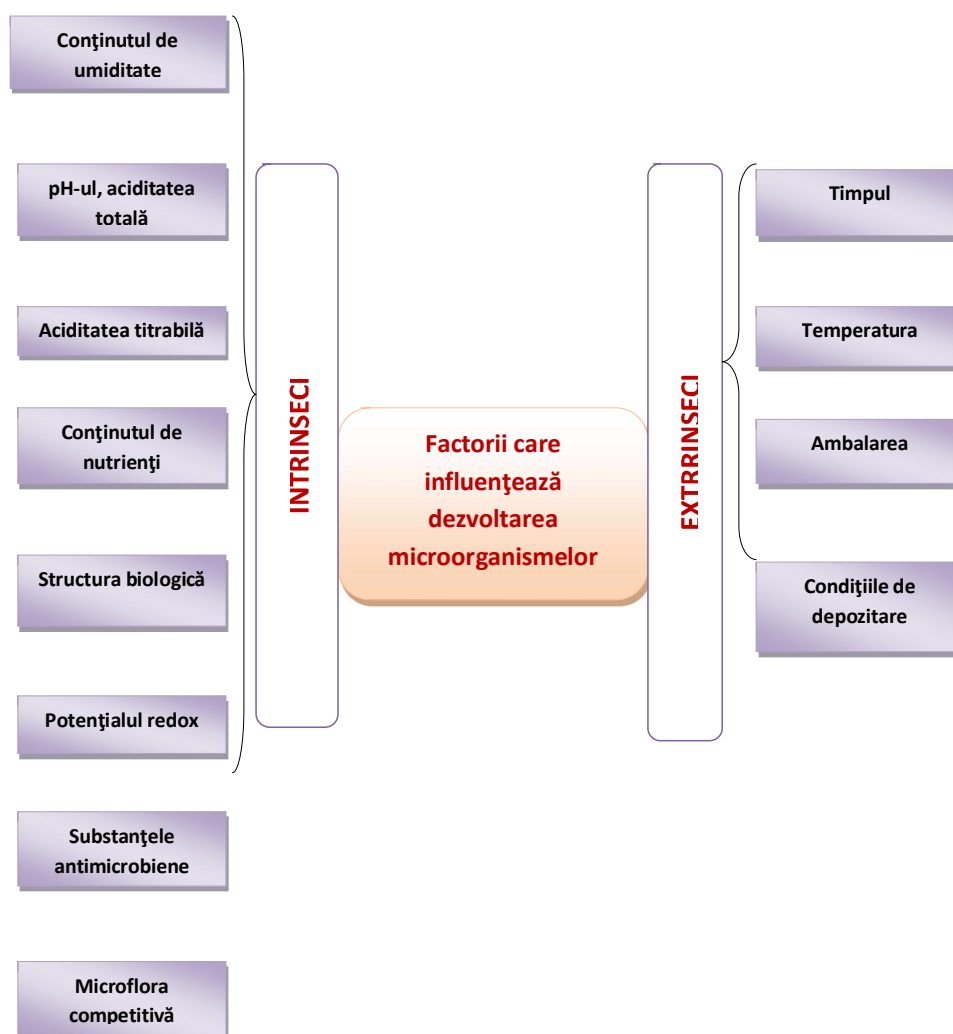 Conţinutul de
umiditate
pH-ul, aciditatea
totală
Aciditatea titrabilă
Conţinutul de
nutrienţi
Structura biologică
Potenţialul redox
Substanţele
antimicrobiene
Microflora
competitivă
INTRINSECI
Factorii care
influenţează
dezvoltarea
microorganismelor
EXTRRINSECI
Timpul
Temperatura
Ambalarea
Condiţiile de
depozitare